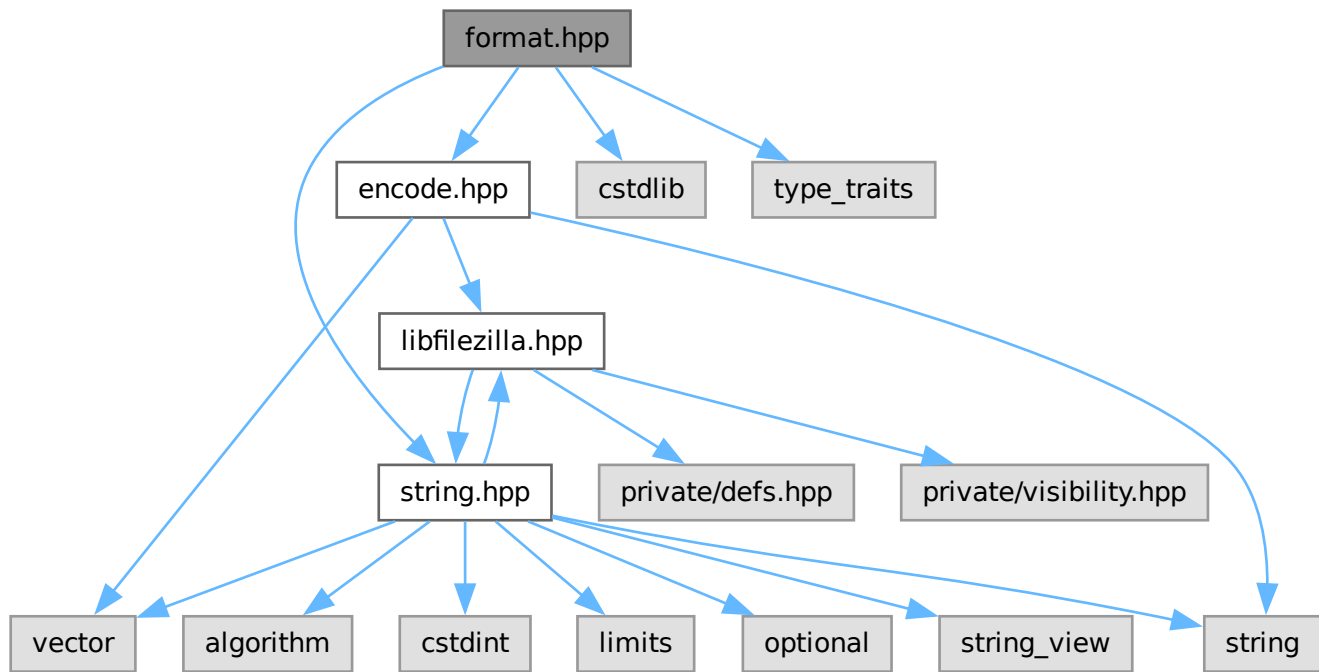 format.hpp
encode.hpp
cstdlib
type_traits
libfilezilla.hpp
string.hpp
private/defs.hpp
private/visibility.hpp
vector
algorithm
cstdint
limits
optional
string_view
string